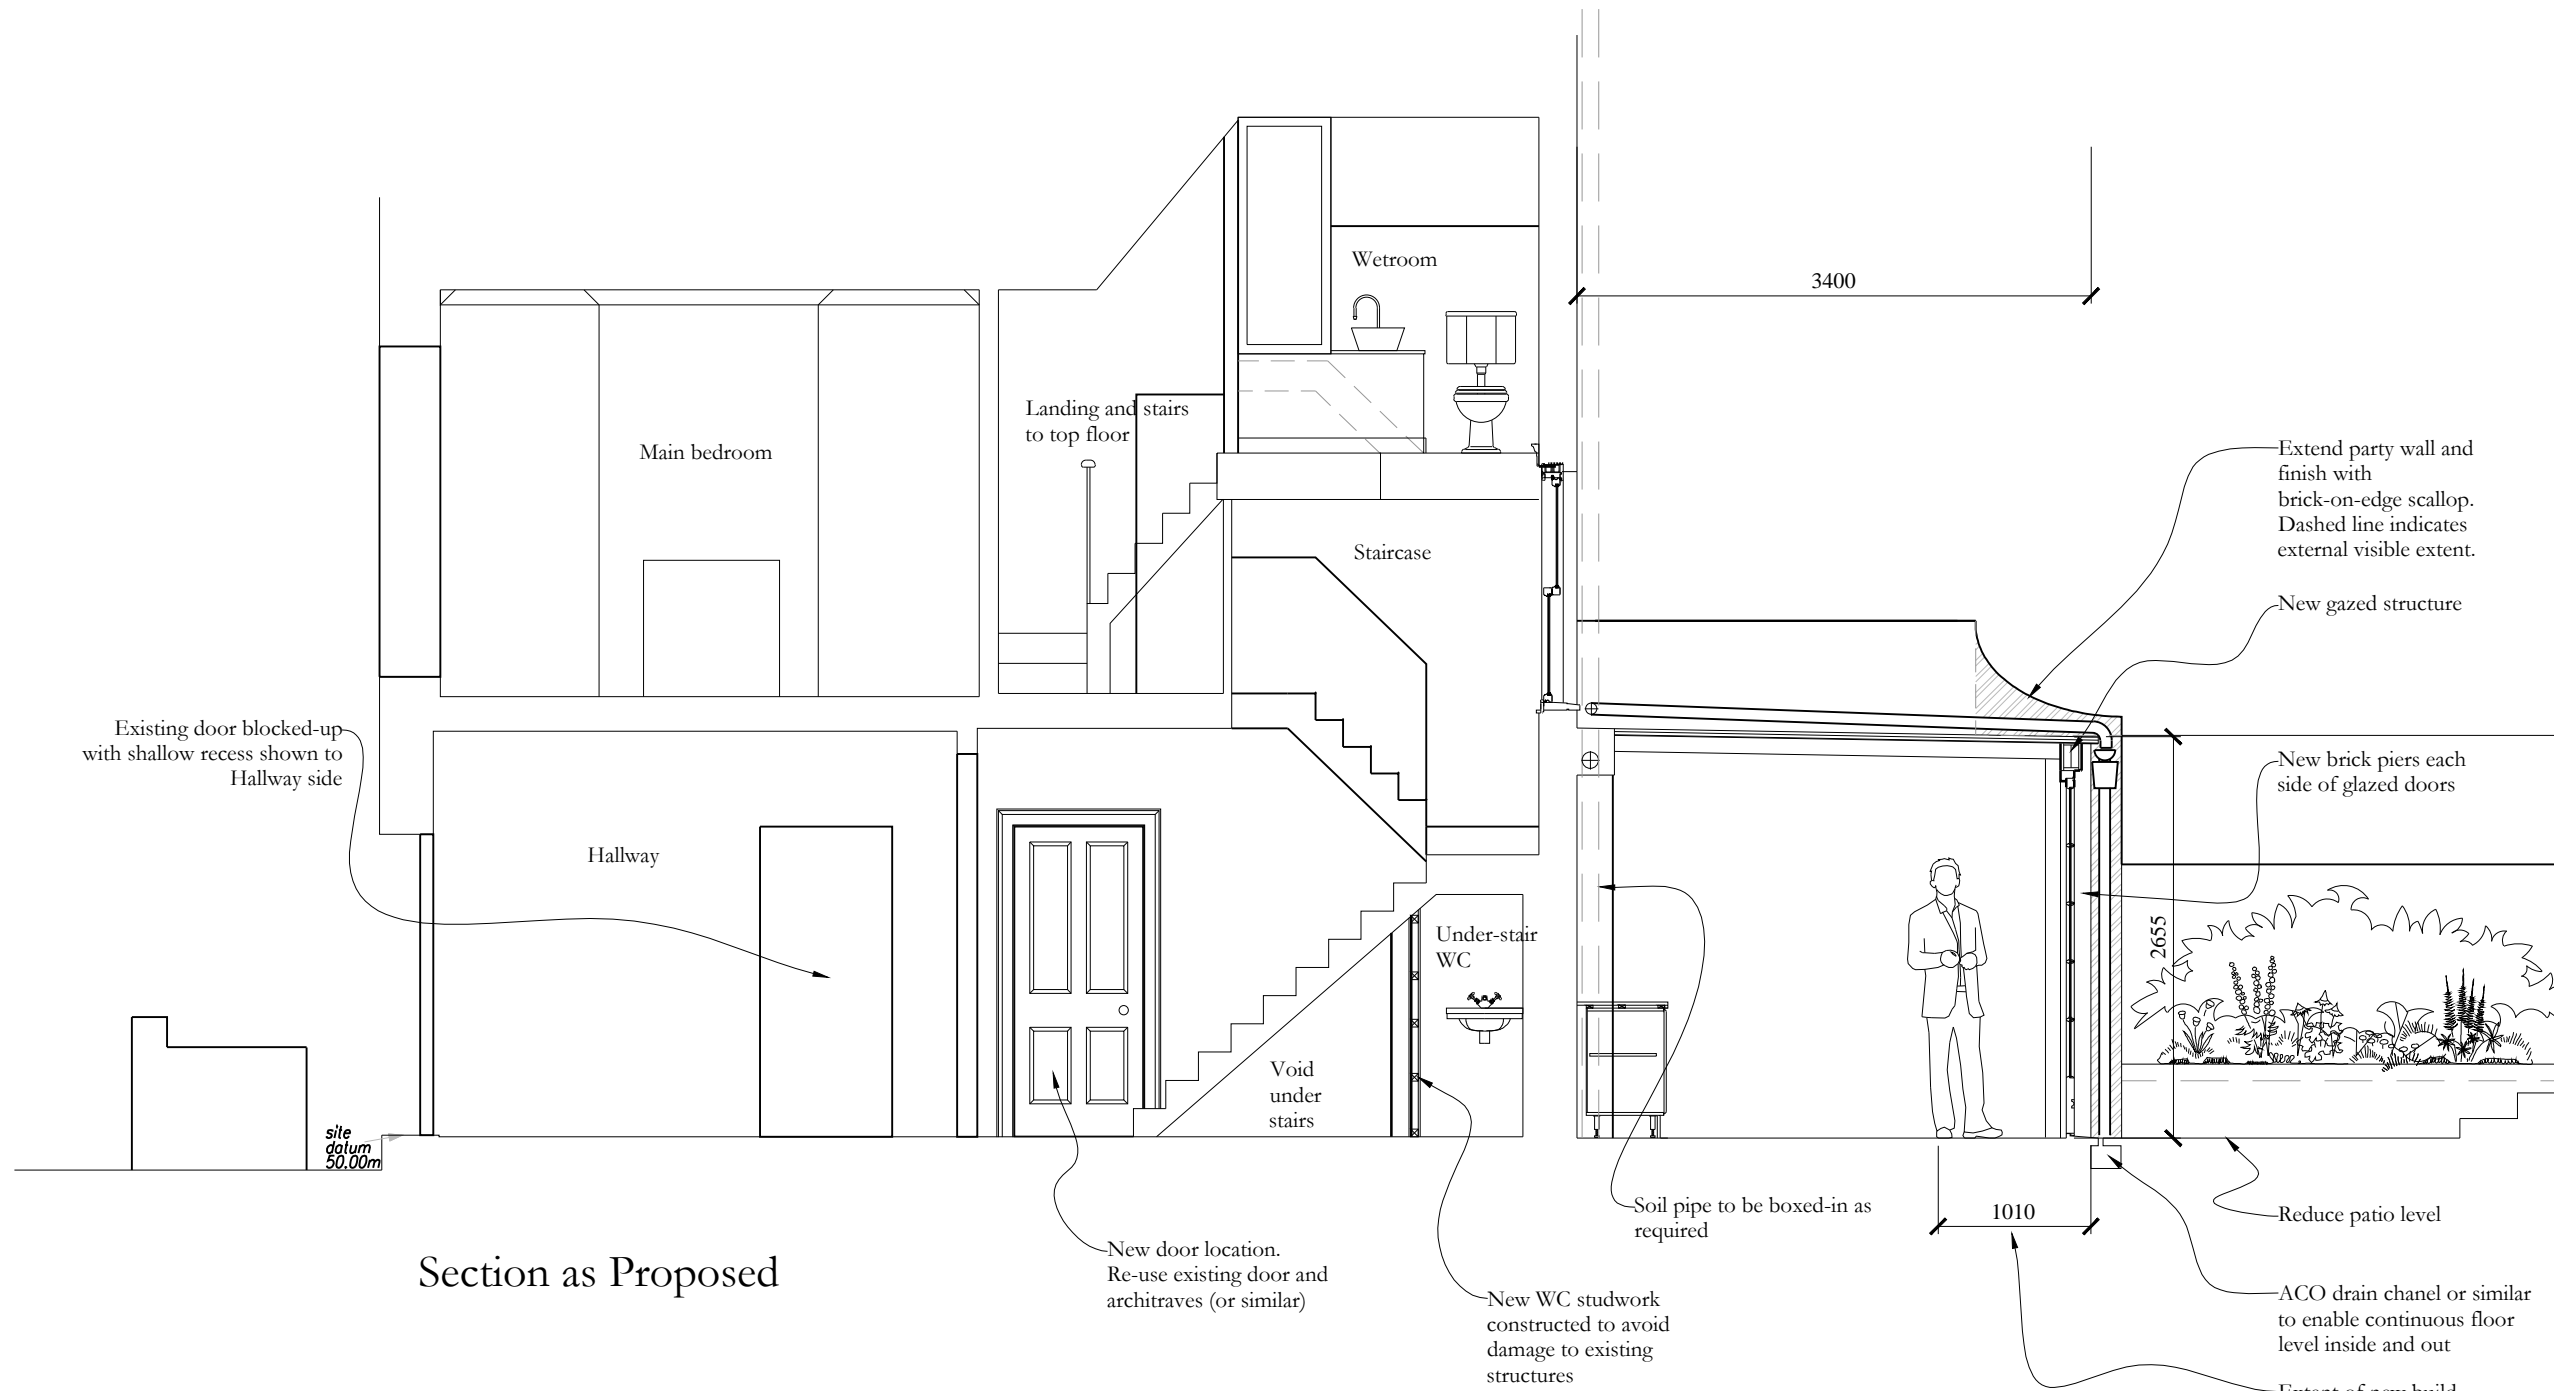 Wetroom
3400
Landing and stairs
to top floor
Main bedroom
Extend party wall and
finish with
brick-on-edge scallop.
Dashed line indicates
external visible extent.
Staircase
New gazed structure
Existing door blocked-up
with shallow recess shown to
Hallway side
New brick piers each
side of glazed doors
Hallway
Under-stair
WC
2655
Void
under
stairs
site
datum
50.00m
Soil pipe to be boxed-in as
required
1010
Reduce patio level
Section as Proposed
New door location.
Re-use existing door and
architraves (or similar)
New WC studwork
constructed to avoid
damage to existing
structures
ACO drain chanel or similar
to enable continuous floor
level inside and out
Extent of new build